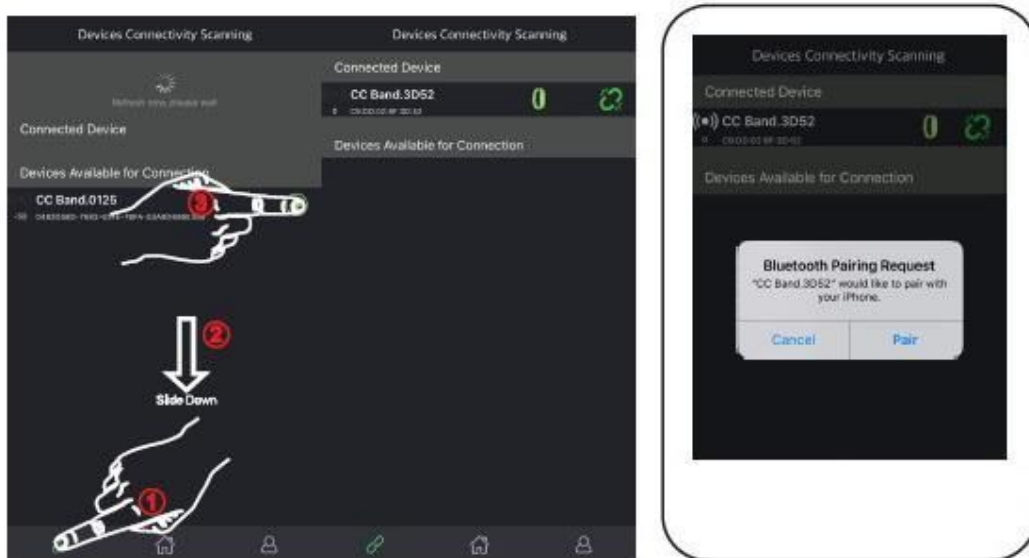 Devices Connectivity Scanning
Refresh now, please wait
Connected Device
Devices Available for Connection
CC Band.0125
-58
③
②
Slide Down
①
Devices Connectivity Scanning
Connected Device
CC Band.3D52
0
Devices Available for Connection
Devices Connectivity Scanning
Connected Device
CC Band.3D52
0
Devices Available for Connection
Bluetooth Pairing Request
"CC Band.3D52" would like to pair with
your iPhone.
Cancel
Pair